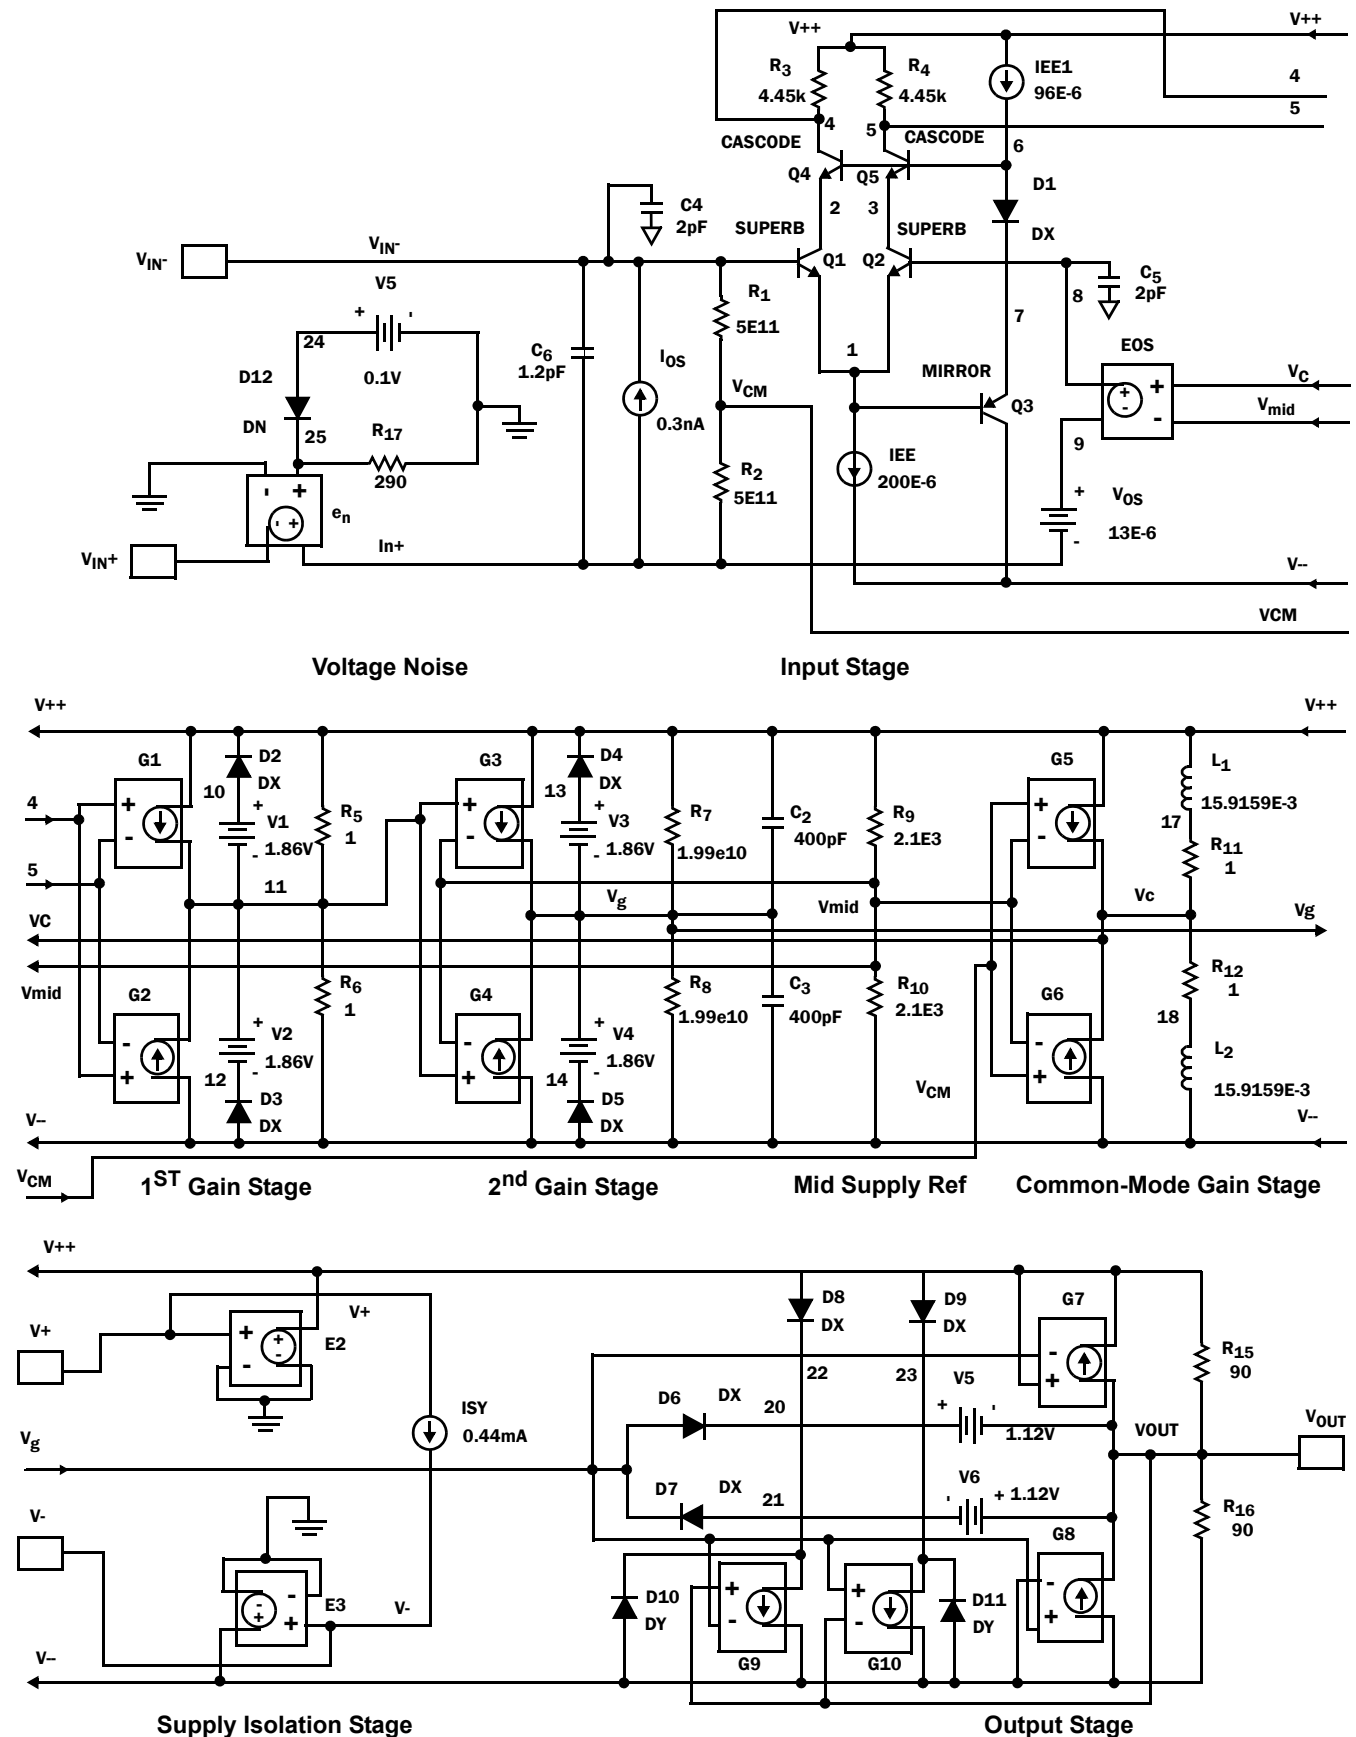 V++
V++
R3
4.45k
R4
4.45k
IEE1
96E-6
4
5
4
5
CASCODE
CASCODE
6
Q4
Q5
D1
2
3
DX
C4
2pF
SUPERB
SUPERB
VIN-
VIN-
Q1
Q2
V5
+
-
R1
5E11
8
C5
2pF
7
24
0.1V
C6
1.2pF
IOS
0.3nA
1
EOS
D12
DN
25
R17
290
VCM
MIRROR
Q3
+
-
+
-
VC
Vmid
9
R2
5E11
IEE
200E-6
- +
- +
en
+
VOS
13E-6
-
VIN+
In+
V--
VCM
Voltage Noise
Input Stage
V++
V++
G1
D2
DX
10
+
-
4
+
V1
- 1.86V
R5
1
5
11
G3
D4
DX
13
+
-
+
V3
- 1.86V
R7
1.99e10
C2
400pF
R9
2.1E3
G5
+
-
L1
15.9159E-3
17
R11
1
Vg
Vmid
Vc
Vg
VC
Vmid
G2
-
+
+
V2
- 1.86V
12
D3
DX
R6
1
G4
-
+
+
V4
- 1.86V
14
D5
DX
R8
1.99e10
C3
400pF
R10
2.1E3
G6
-
+
R12
1
18
L2
15.9159E-3
VCM
V--
V--
VCM
1ST Gain Stage
2nd Gain Stage
Mid Supply Ref
Common-Mode Gain Stage
V++
V+
V+
+
-
+
-
E2
D8
DX
D9
DX
G7
-
+
R15
90
22
23
ISY
0.44mA
D6
DX
20
V5
+
-
1.12V
Vg
VOUT
VOUT
D7
DX
21
V6
-
+ 1.12V
R16
90
V-
G8
-
+
-
+
-
+
E3
V-
D10
DY
+
-
G9
+
-
G10
D11
DY
V--
Supply Isolation Stage
Output Stage